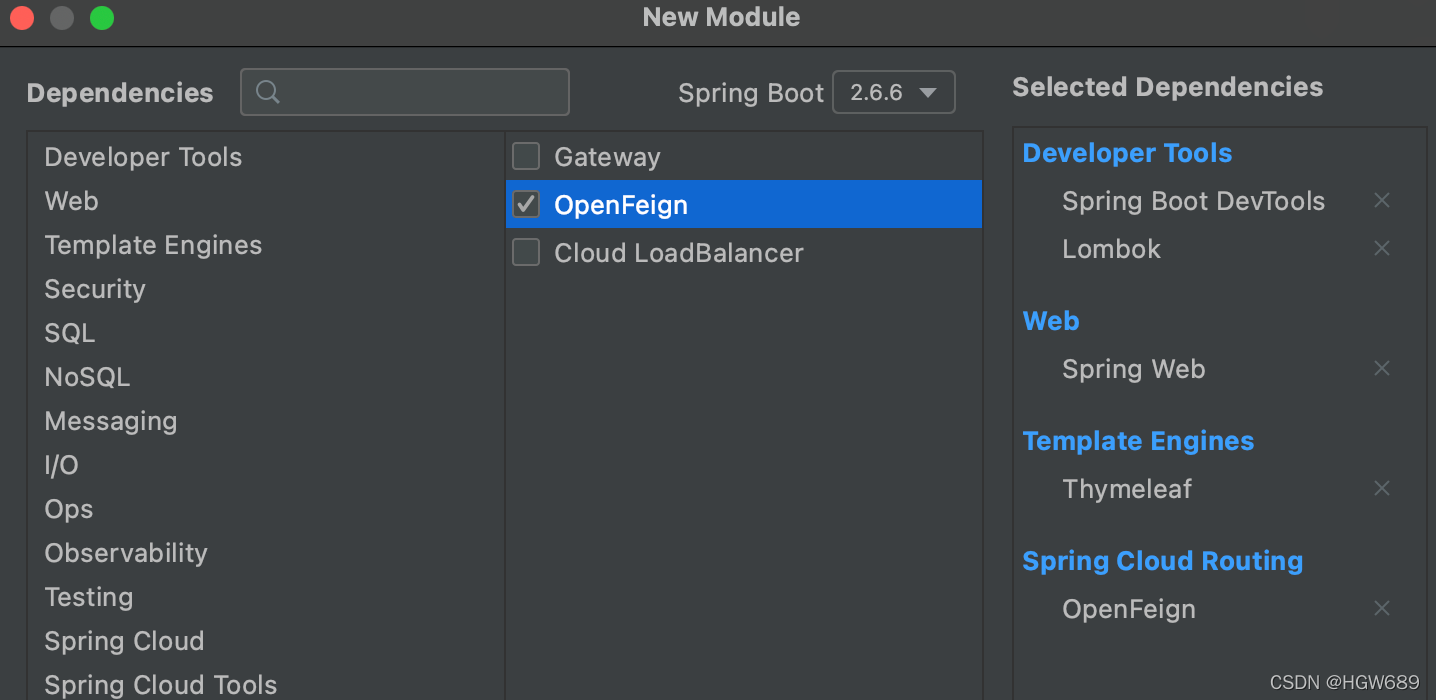 New Module
Dependencies
Spring Boot 2.6.6
Selected Dependencies
Developer Tools
Web
Template Engines
Security
SQL
NoSQL
Messaging
I/O
Ops
Observability
Testing
Spring Cloud
Spring Cloud Tools
Gateway
OpenFeign
Cloud LoadBalancer
Developer Tools
Spring Boot DevTools
Lombok
Web
Spring Web
Template Engines
Thymeleaf
Spring Cloud Routing
OpenFeign
CSDN @HGW689